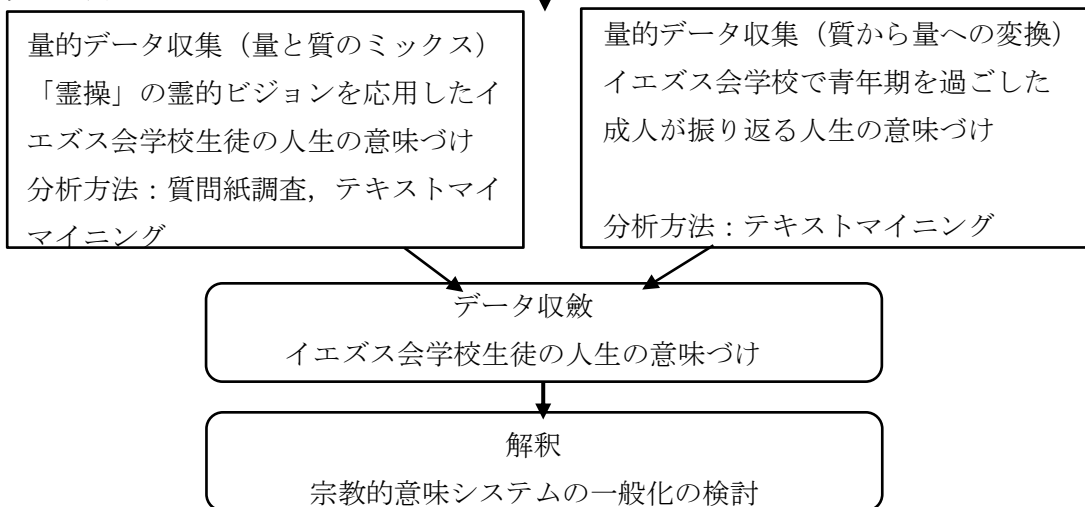 量的データ収集（量と質のミックス）
「霊操」の霊的ビジョンを応用したイ
エズス会学校生徒の人生の意味づけ
分析方法：質問紙調査，テキストマイ
マイニング
量的データ収集（質から量への変換）
イエズス会学校で青年期を過ごした
成人が振り返る人生の意味づけ
分析方法：テキストマイニング
データ収斂
イエズス会学校生徒の人生の意味づけ
解釈
宗教的意味システムの一般化の検討